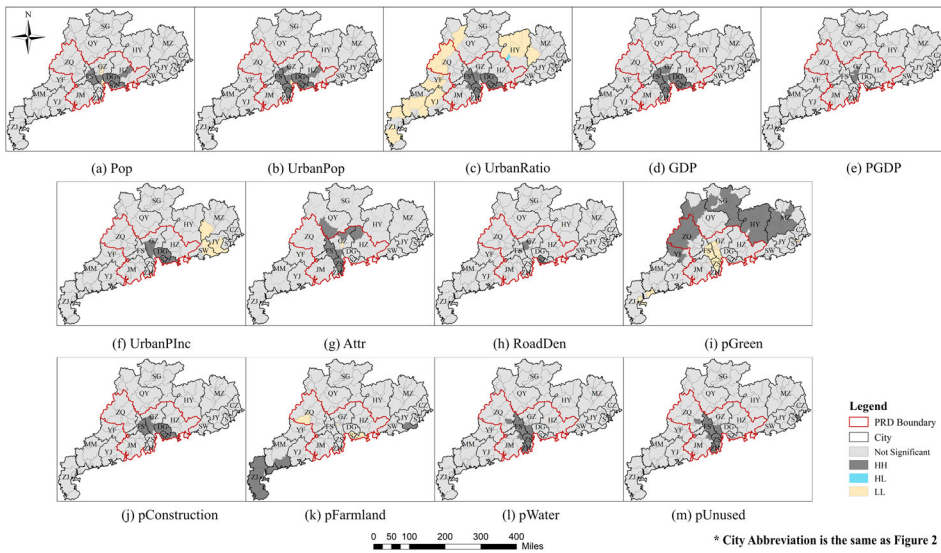 N
SG
QY
HY
MZ
ZQ
GZ
HZ
CZ
JY
SW
FS
DG
YF
JM
MM
YJ
ZJ
(a) Pop
(b) UrbanPop
(c) UrbanRatio
(d) GDP
(e) PGDP
(f) UrbanPInc
(g) Attr
(h) RoadDen
(i) pGreen
(j) pConstruction
(k) pFarmland
(l) pWater
(m) pUnused
Legend
PRD Boundary
City
Not Significant
HH
HL
LL
0 50 100 200 300 400
Miles
* City Abbreviation is the same as Figure 2